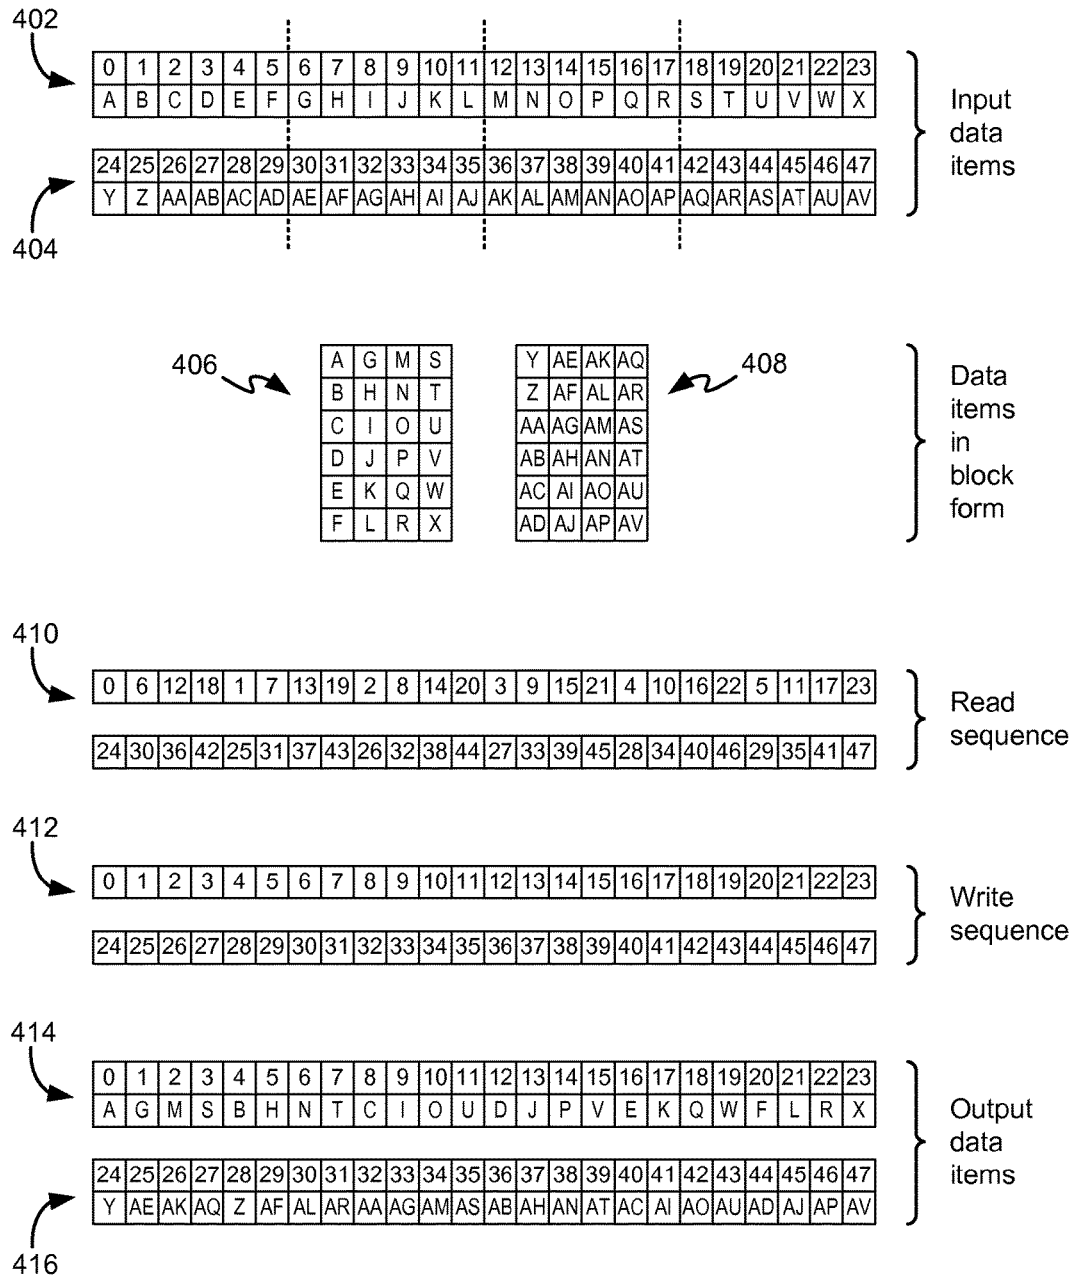 402
0 1 2 3 4 5 6 7 8 9 10 11 12 13 14 15 16 17 18 19 20 21 22 23
A B C D E F G H I J K L M N O P Q R S T U V W X
24 25 26 27 28 29 30 31 32 33 34 35 36 37 38 39 40 41 42 43 44 45 46 47
Y Z AA AB AC AD AE AF AG AH AI AJ AK AL AM AN AO AP AQ AR AS AT AU AV
404
Input
data
items
406
A G M S
B H N T
C I O U
D J P V
E K Q W
F L R X
Y AE AK AQ
Z AF AL AR
AA AG AM AS
AB AH AN AT
AC AI AO AU
AD AJ AP AV
408
Data
items
in
block
form
410
0 6 12 18 1 7 13 19 2 8 14 20 3 9 15 21 4 10 16 22 5 11 17 23
24 30 36 42 25 31 37 43 26 32 38 44 27 33 39 45 28 34 40 46 29 35 41 47
Read
sequence
412
0 1 2 3 4 5 6 7 8 9 10 11 12 13 14 15 16 17 18 19 20 21 22 23
24 25 26 27 28 29 30 31 32 33 34 35 36 37 38 39 40 41 42 43 44 45 46 47
Write
sequence
414
0 1 2 3 4 5 6 7 8 9 10 11 12 13 14 15 16 17 18 19 20 21 22 23
A G M S B H N T C I O U D J P V E K Q W F L R X
24 25 26 27 28 29 30 31 32 33 34 35 36 37 38 39 40 41 42 43 44 45 46 47
Y AE AK AQ Z AF AL AR AA AG AM AS AB AH AN AT AC AI AO AU AD AJ AP AV
416
Output
data
items